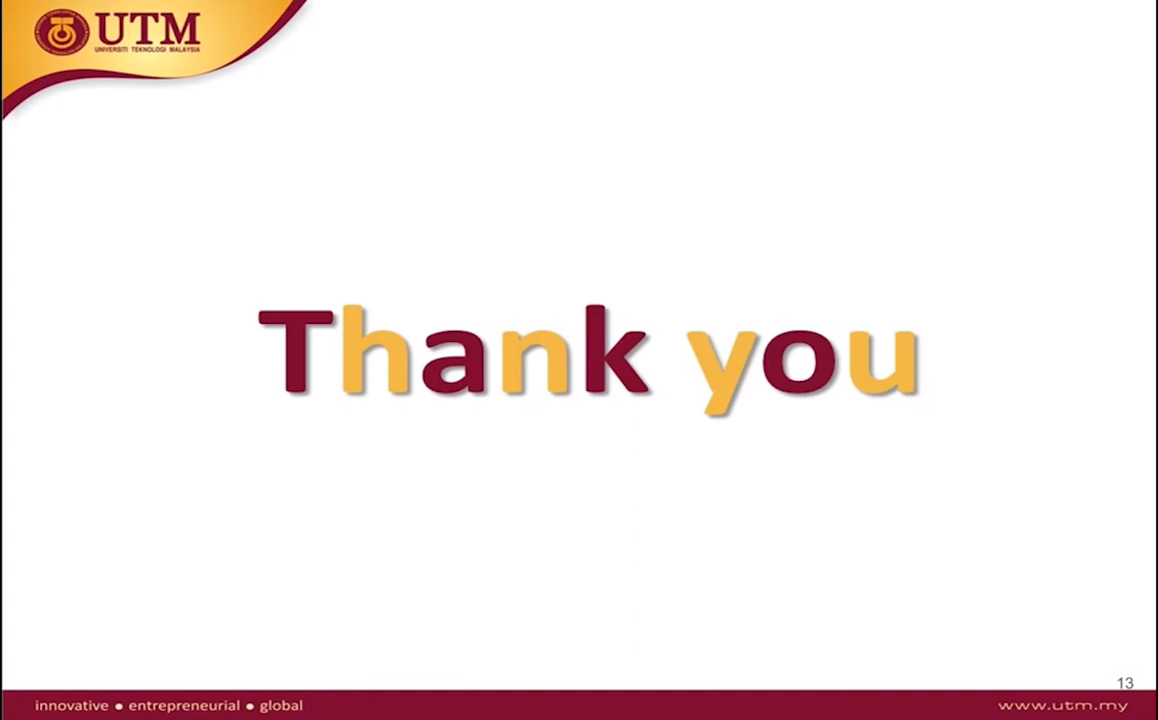 UTM
UNIVERSITI TEKNOLOGI MALAYSIA
Thank you
13
innovative ● entrepreneurial ● global
www.utm.my